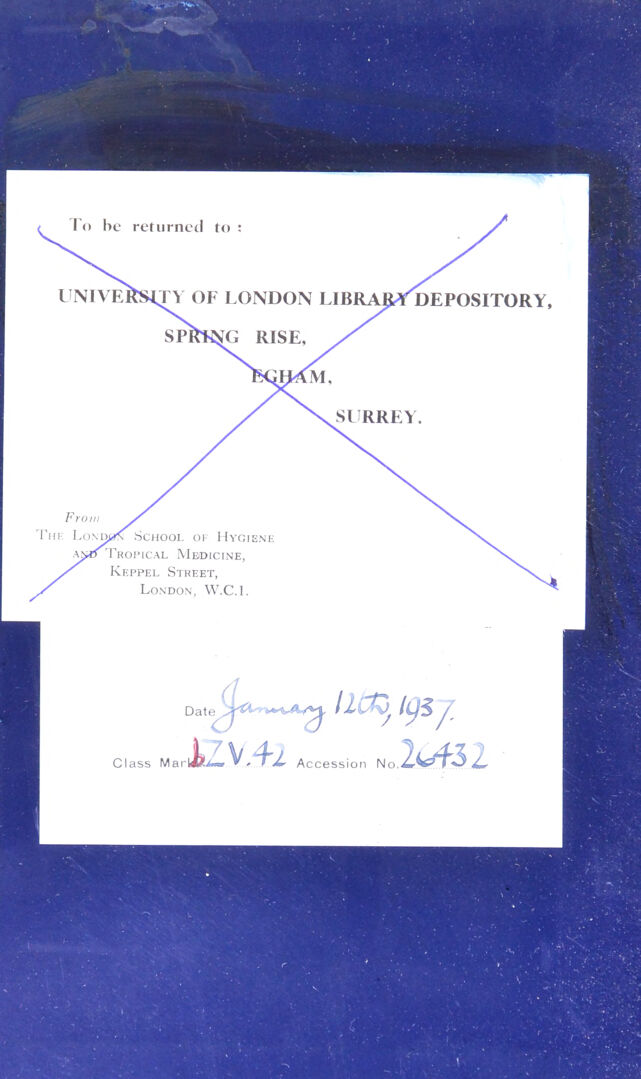 To be returned to :
UNIVERSITY OF LONDON LIBRARY DEPOSITORY,
SPRING RISE,
EGHAM,
SURREY.
From
THE LONDON SCHOOL OF HYGIENE
AND TROPICAL MEDICINE,
KEPPEL STREET,
LONDON, W.C.1.
Date January 12th, 1937.
Class Mark bZV.42 Accession No. 26432